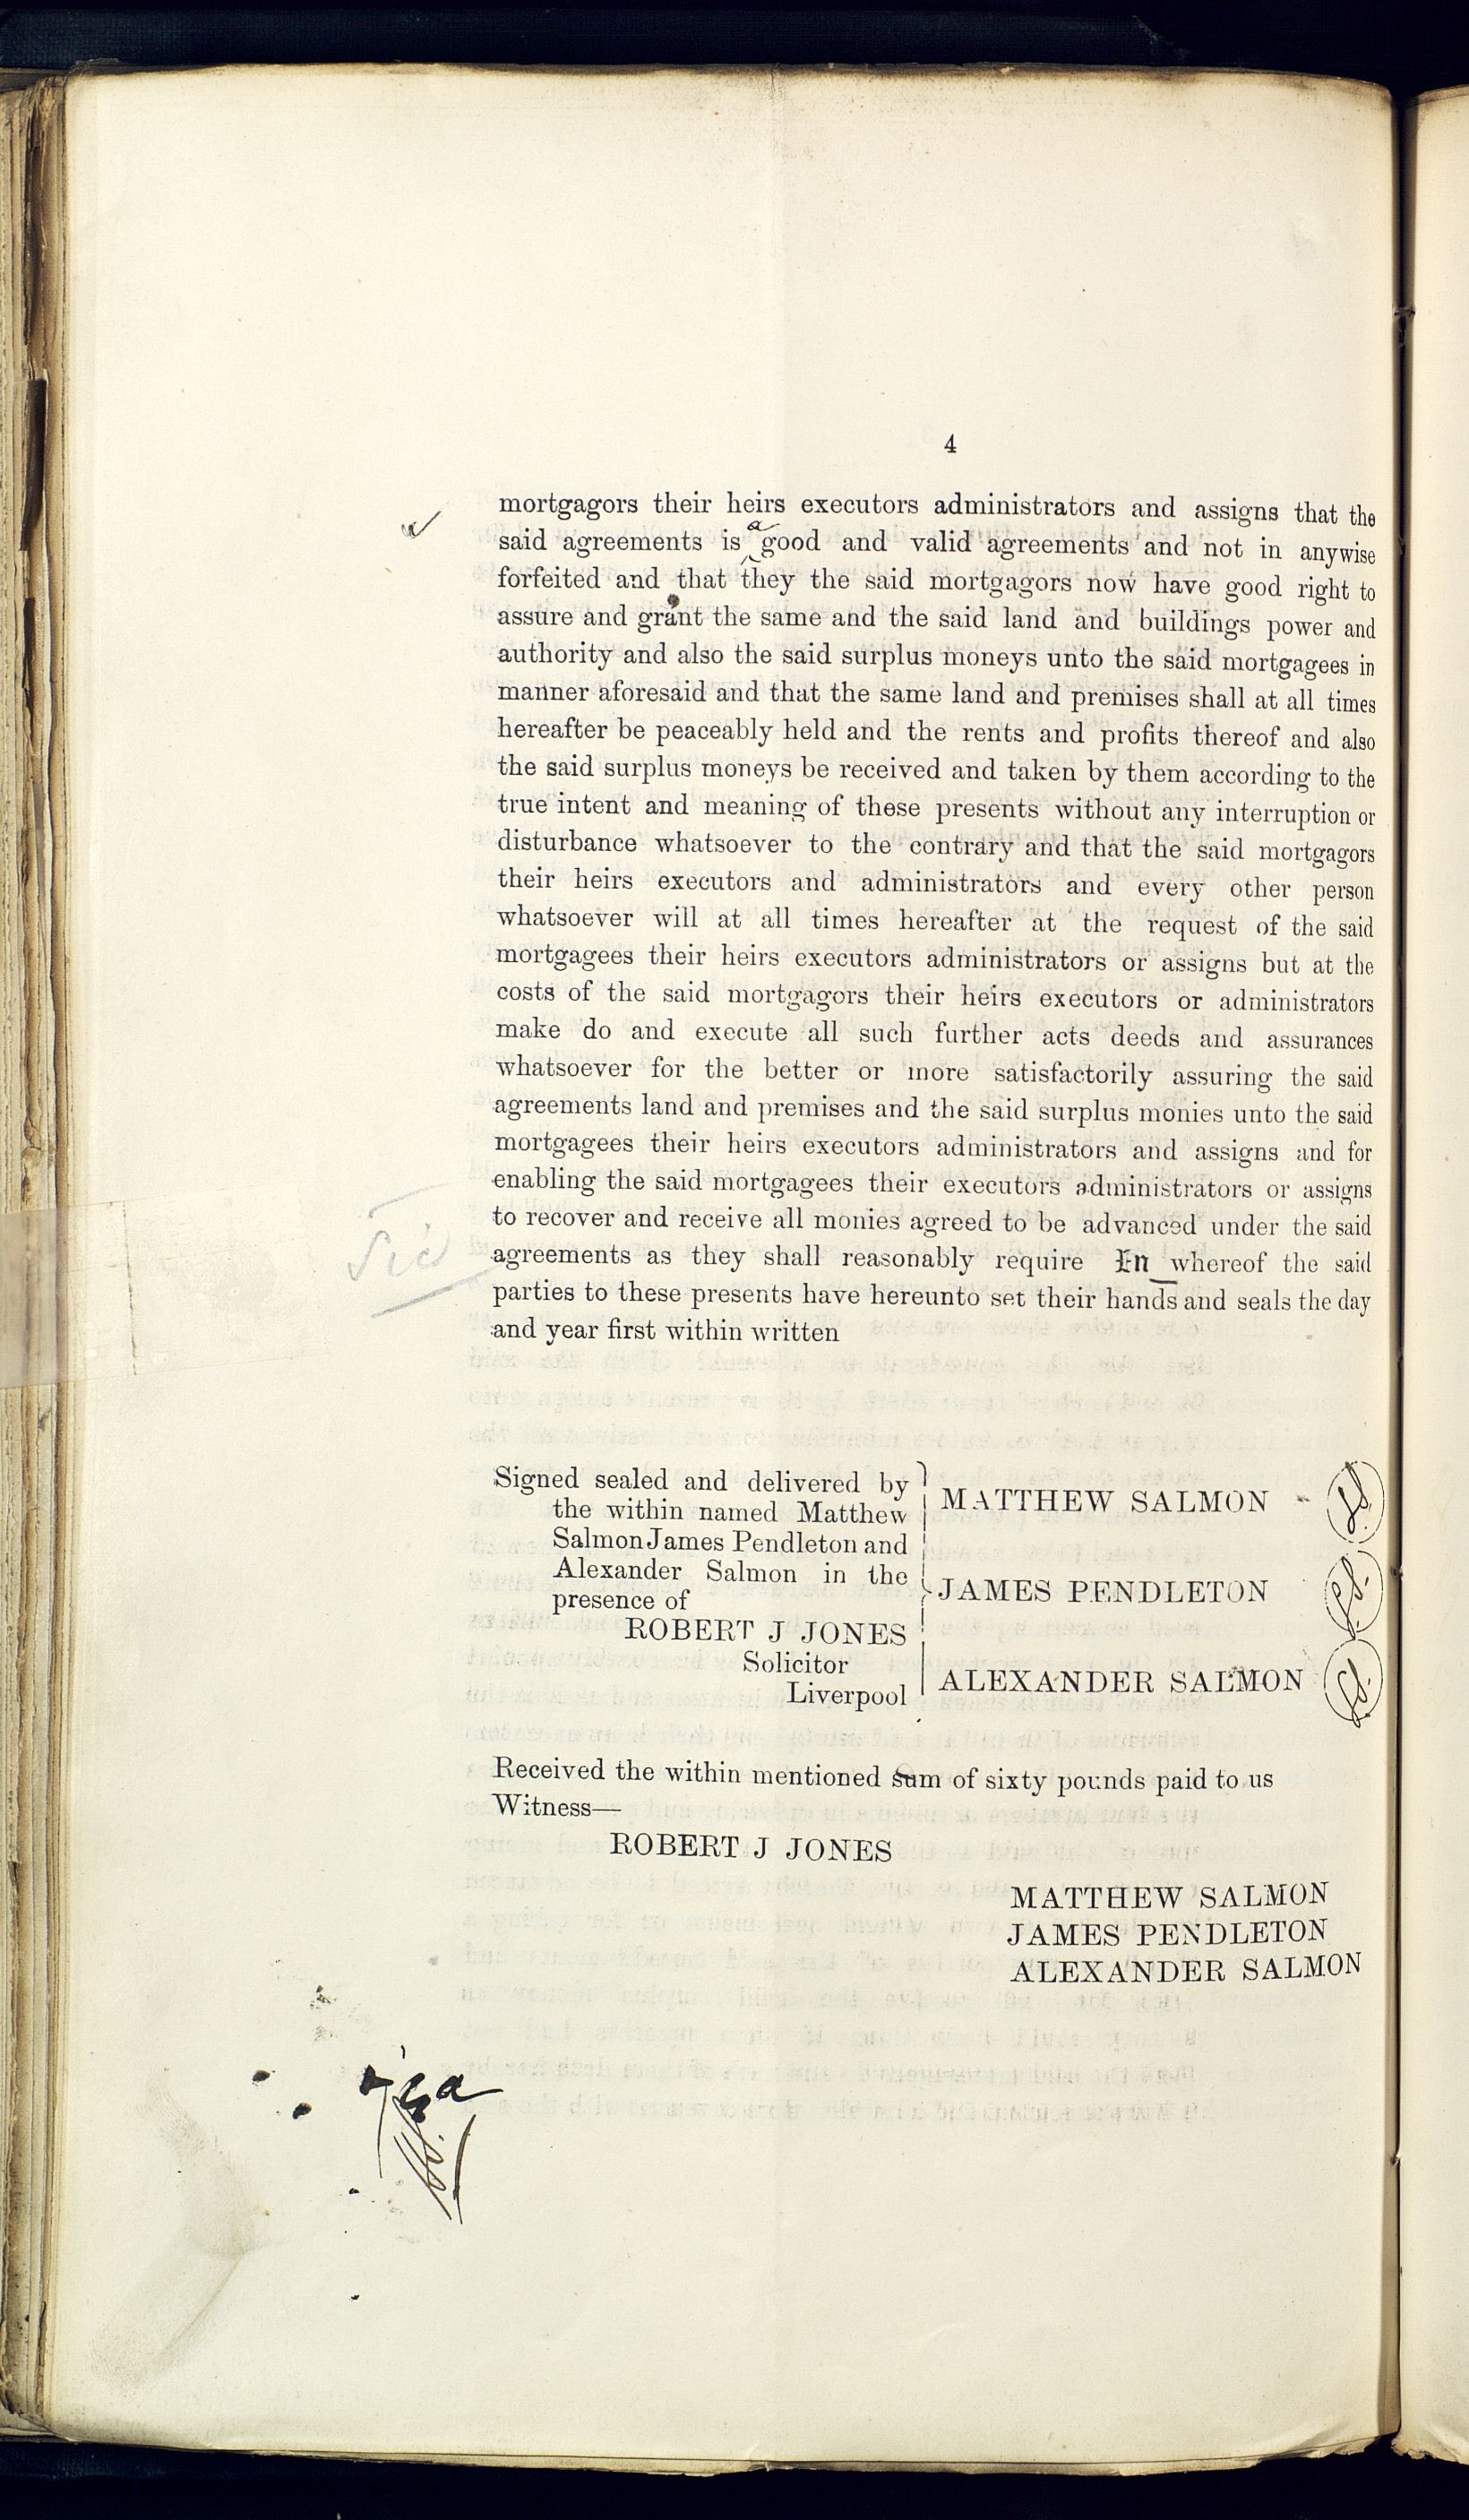 4
mortgagors their heirs executors administrators and assigns that the
a
said agreements is a good and valid agreements and not in anywise
forfeited and that they the said mortgagors now have good right to
assure and grant the same and the said land and buildings power and
authority and also the said surplus moneys unto the said mortgagees in
manner aforesaid and that the same land and premises shall at all times
hereafter be peaceably held and the rents and profits thereof and also
the said surplus moneys be received and taken by them according to the
true intent and meaning of these presents without any interruption or
disturbance whatsoever to the contrary and that the said mortgagors
their heirs executors and administrators and every other person
whatsoever will at all times hereafter at the request of the said
mortgagees their heirs executors administrators or assigns but at the
costs of the said mortgagors their heirs executors or administrators
make do and execute all such further acts deeds and assurances
whatsoever for the better or more satisfactorily assuring the said
agreements land and premises and the said surplus monies unto the said
mortgagees their heirs executors administrators and assigns and for
enabling the said mortgagees their executors administrators or assigns
to recover and receive all monies agreed to be advanced under the said
Sic
agreements as they shall reasonably require In whereof the said
parties to these presents have hereunto set their hands and seals the day
and year first within written
Signed sealed and delivered by
the within named Matthew
Salmon James Pendleton and
Alexander Salmon in the
presence of
ROBERT J JONES
Solicitor
Liverpool
MATTHEW SALMON
JAMES PENDLETON
ALEXANDER SALMON
Received the within mentioned sum of sixty pounds paid to us
Witness—
ROBERT J JONES
MATTHEW SALMON
JAMES PENDLETON
ALEXANDER SALMON